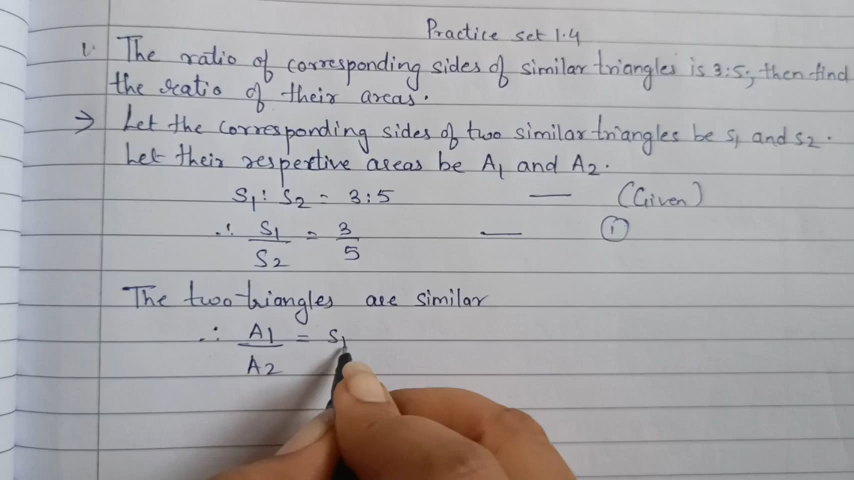 Practice set 1.4
1. The ratio of corresponding sides of similar triangles is 3:5; then find
the ratio of their areas.
→ Let the corresponding sides of two similar triangles be s₁ and s₂.
Let their respective areas be A₁ and A₂.
S₁ : S₂ = 3:5 — (Given)
∴ S₁/S₂ = 3/5 — ①
The two triangles are similar
∴ A₁/A₂ = S₁